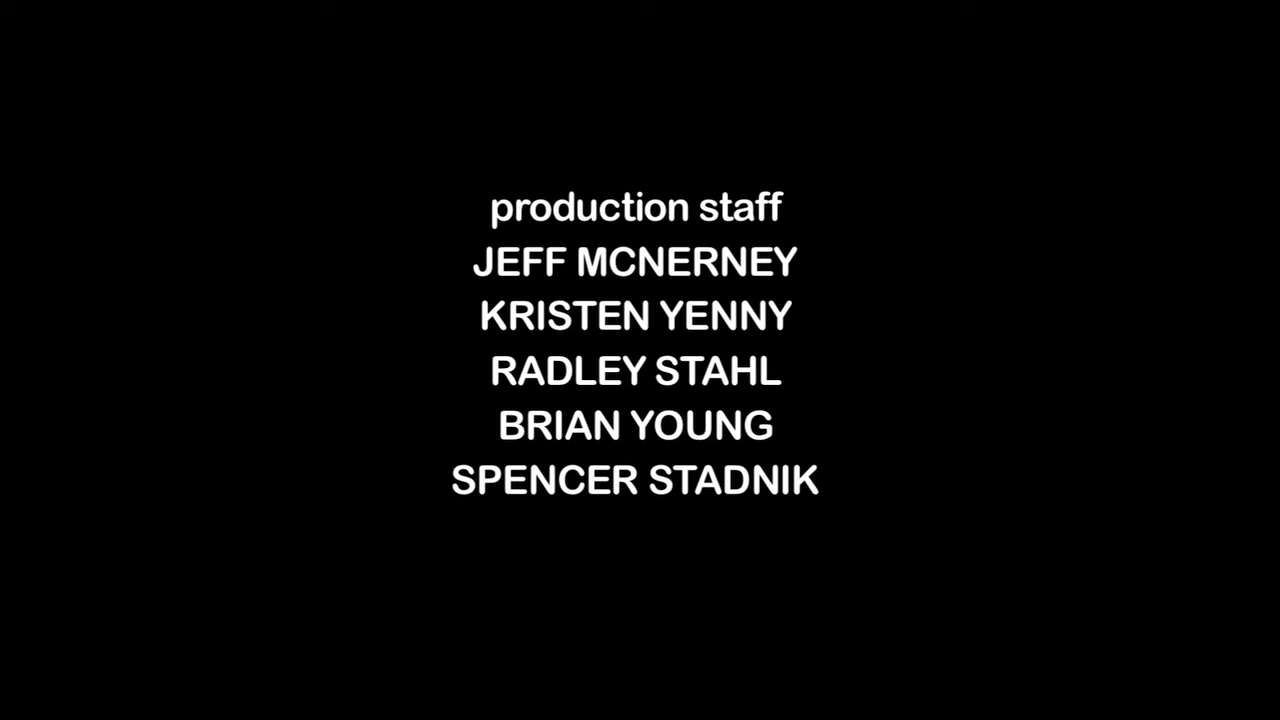 production staff
JEFF MCNERNEY
KRISTEN YENNY
RADLEY STAHL
BRIAN YOUNG
SPENCER STADNIK